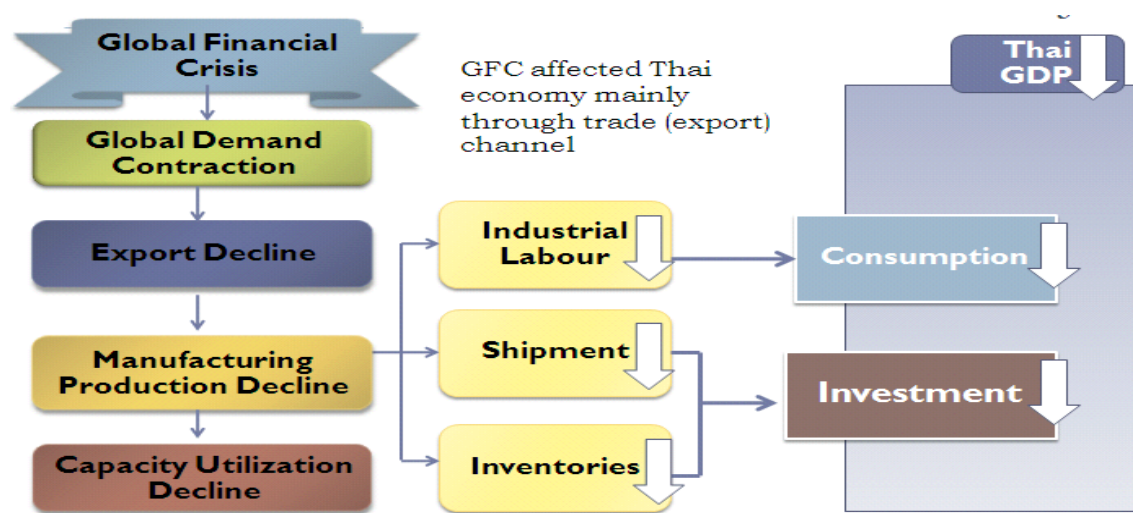 Global Financial
Crisis
GFC affected Thai
economy mainly
through trade (export)
channel
Thai
GDP
Global Demand
Contraction
Export Decline
Industrial
Labour
Consumption
Manufacturing
Production Decline
Shipment
Investment
Capacity Utilization
Decline
Inventories